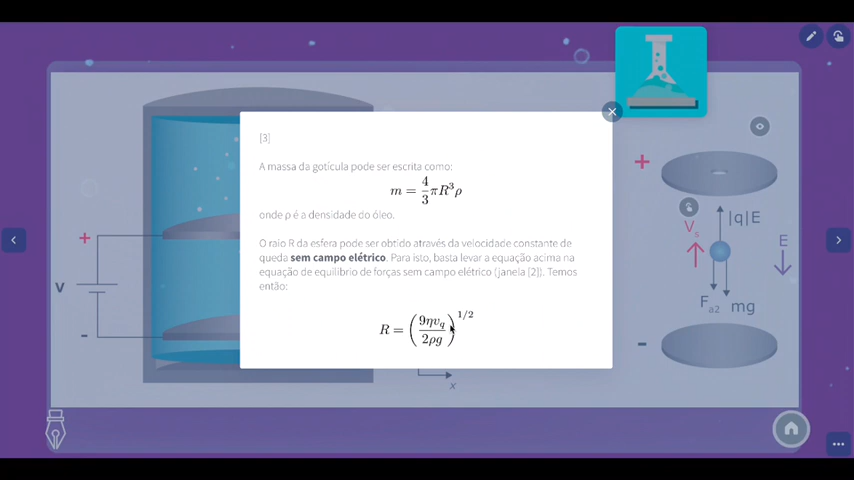 [3]
A massa da gotícula pode ser escrita como:
m = 4/3 πR³ρ
onde ρ é a densidade do óleo.
O raio R da esfera pode ser obtido através da velocidade constante de
queda sem campo elétrico. Para isto, basta levar a equação acima na
equação de equilíbrio de forças sem campo elétrico (janela [2]). Temos
então:
R = (9ηv_q / 2ρg)^1/2
+
V
-
x
+
|q|E
V_s
E
F_a2
mg
-